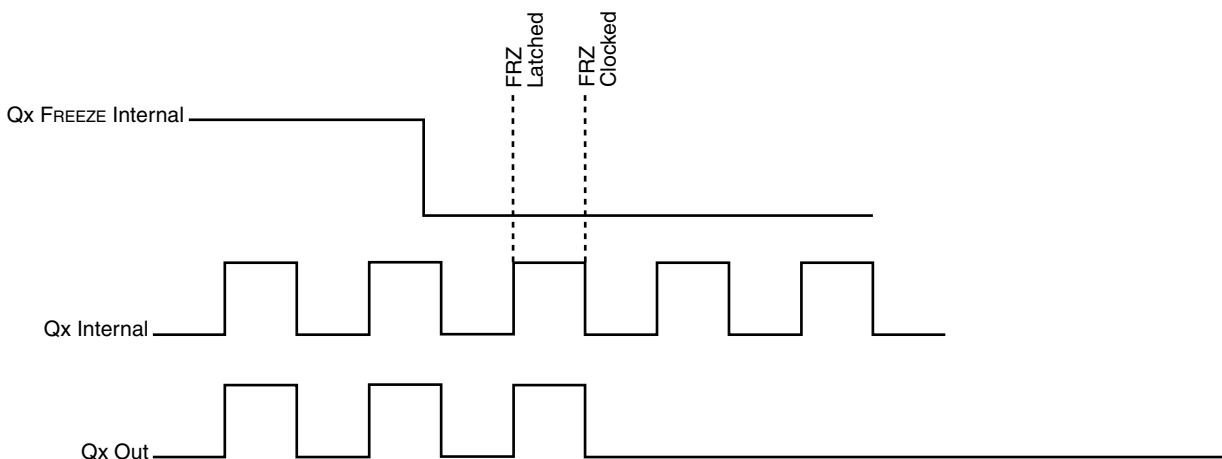 FRZ
Latched
FRZ
Clocked
Qx FREEZE Internal
Qx Internal
Qx Out